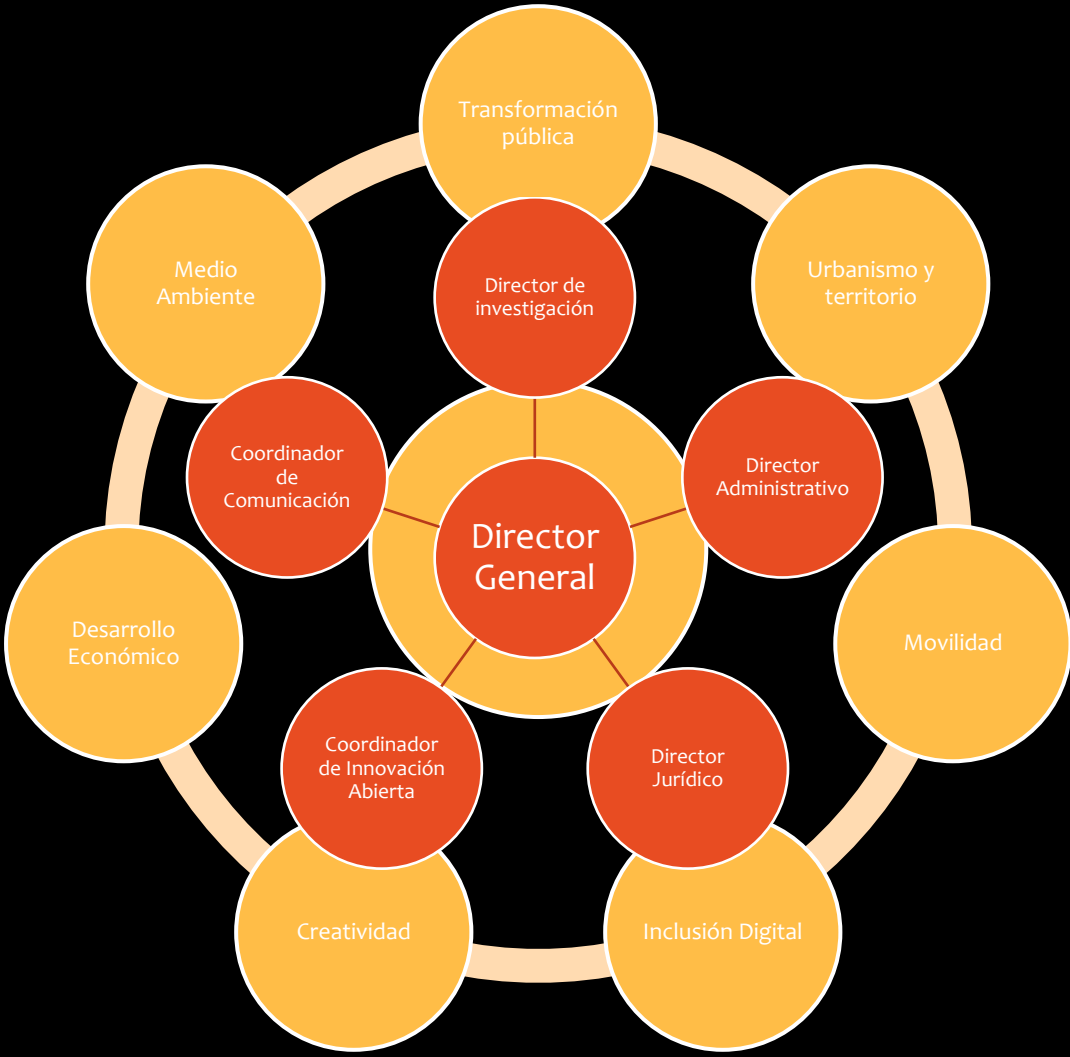 Transformación
pública
Medio
Ambiente
Urbanismo y
territorio
Director de
investigación
Coordinador
de
Comunicación
Director
Administrativo
Director
General
Desarrollo
Económico
Movilidad
Coordinador
de Innovación
Abierta
Director
Jurídico
Creatividad
Inclusión Digital